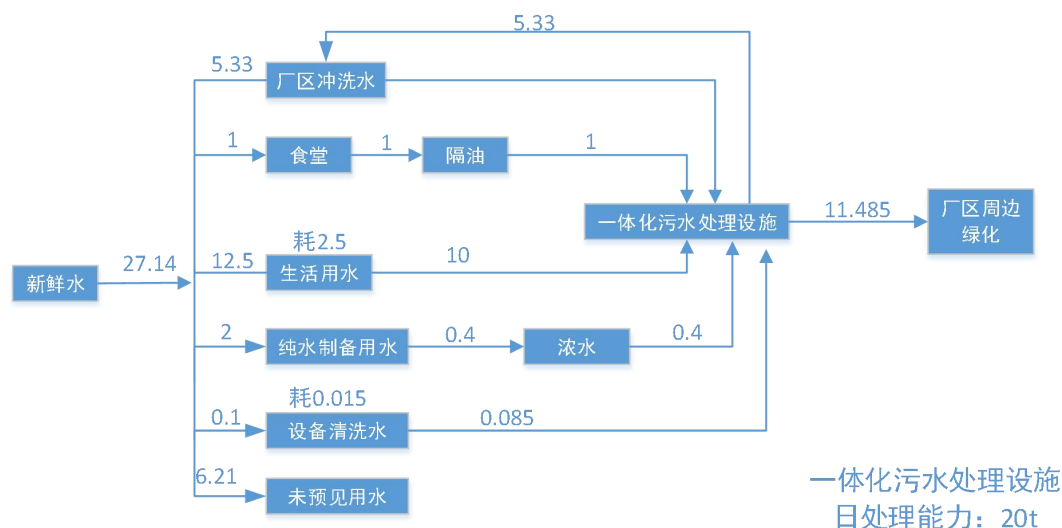 5.33
5.33
厂区冲洗水
1
食堂
1
隔油
1
一体化污水处理设施
11.485
厂区周边
绿化
新鲜水
27.14
12.5
耗2.5
生活用水
10
2
纯水制备用水
0.4
浓水
0.4
0.1
耗0.015
设备清洗水
0.085
6.21
未预见用水
一体化污水处理设施
日处理能力：20t